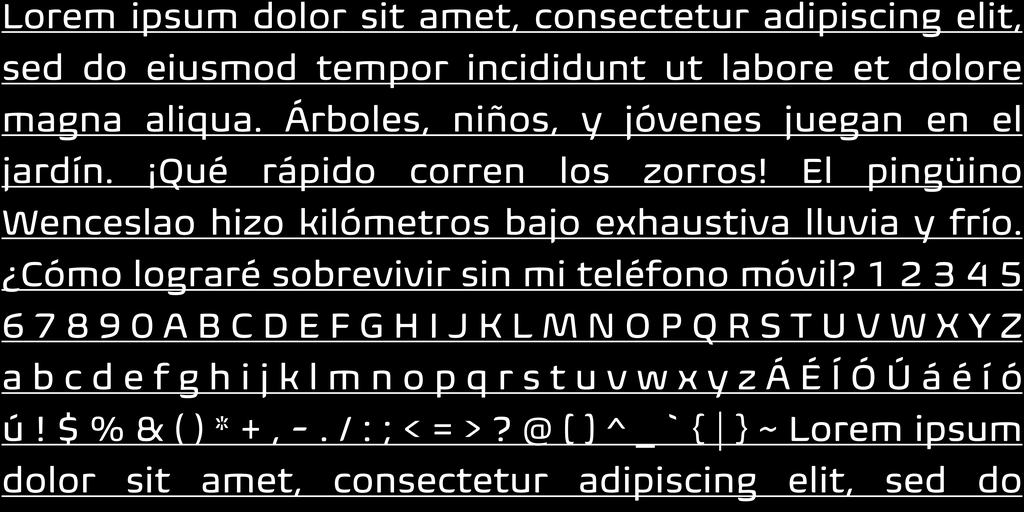 Lorem ipsum dolor sit amet, consectetur adipiscing elit,
sed do eiusmod tempor incididunt ut labore et dolore
magna aliqua. Árboles, niños, y jóvenes juegan en el
jardín. ¡Qué rápido corren los zorros! El pingüino
Wenceslao hizo kilómetros bajo exhaustiva lluvia y frío.
¿Cómo lograré sobrevivir sin mi teléfono móvil? 1 2 3 4 5
6 7 8 9 0 A B C D E F G H I J K L M N O P Q R S T U V W X Y Z
a b c d e f g h i j k l m n o p q r s t u v w x y z Á É Í Ó Ú á é í ó
ú ! $ % & ( ) * + , - . / : ; < = > ? @ [ ] ^ _ ` { | } ~ Lorem ipsum
dolor sit amet, consectetur adipiscing elit, sed do